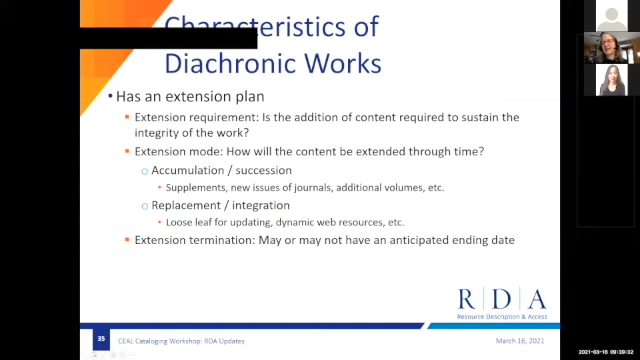 Characteristics of
Diachronic Works
• Has an extension plan
Extension requirement: Is the addition of content required to sustain the
integrity of the work?
Extension mode: How will the content be extended through time?
Accumulation / succession
Supplements, new issues of journals, additional volumes, etc.
Replacement / integration
Loose leaf for updating, dynamic web resources, etc.
Extension termination: May or may not have an anticipated ending date
R D A
Resource Description & Access
35
CEAL Cataloging Workshop: RDA Updates
March 16, 2021
2021-03-16 09:39:32